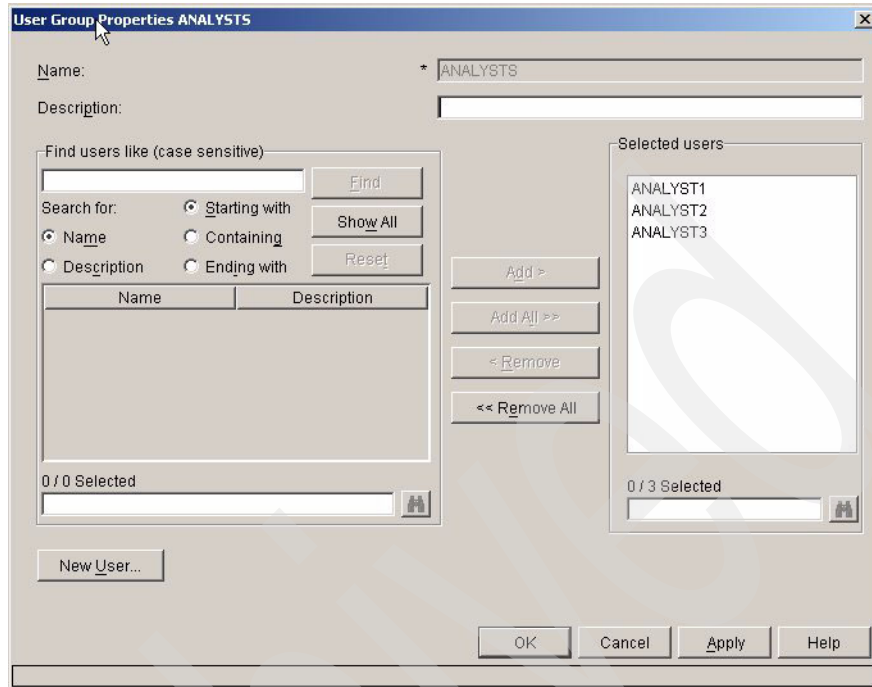 User Group Properties ANALYSTS
Name: * ANALYSTS
Description:
Find users like (case sensitive)
Find
Search for:
Starting with
Show All
Name
Containing
Reset
Description
Ending with
Name Description
0 / 0 Selected
Add >
Add All >>
< Remove
<< Remove All
Selected users
ANALYST1
ANALYST2
ANALYST3
0 / 3 Selected
New User...
OK Cancel Apply Help